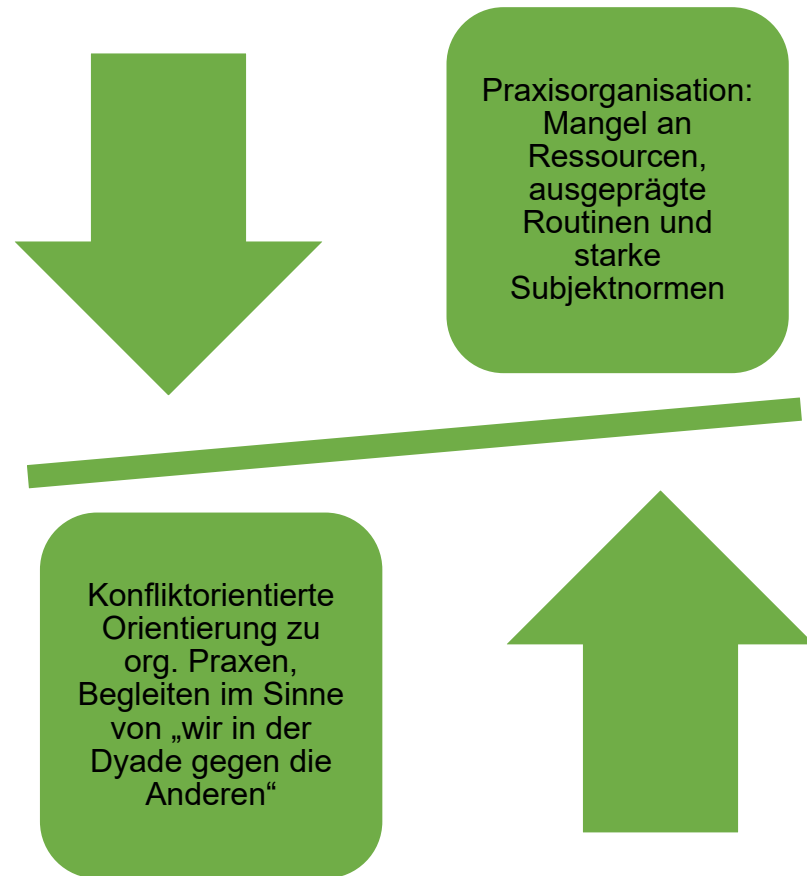 Praxisorganisation:
Mangel an
Ressourcen,
ausgeprägte
Routinen und
starke
Subjektnormen
Konfliktorientierte
Orientierung zu
org. Praxen,
Begleiten im Sinne
von „wir in der
Dyade gegen die
Anderen“